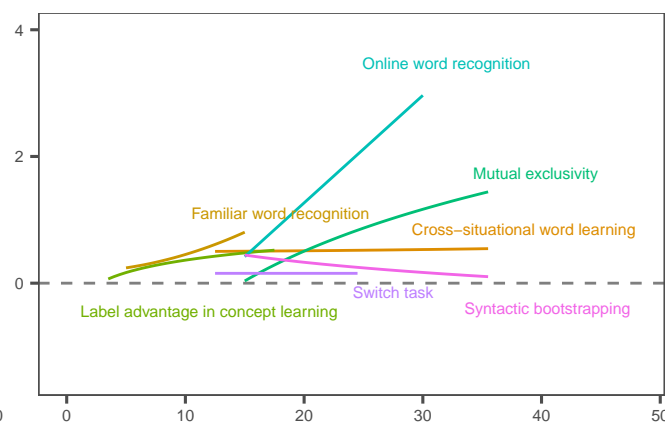 4
Online word recognition
2
Mutual exclusivity
Familiar word recognition
Cross−situational word learning
0
Switch task
Label advantage in concept learning
Syntactic bootstrapping
0 0 10 20 30 40 50